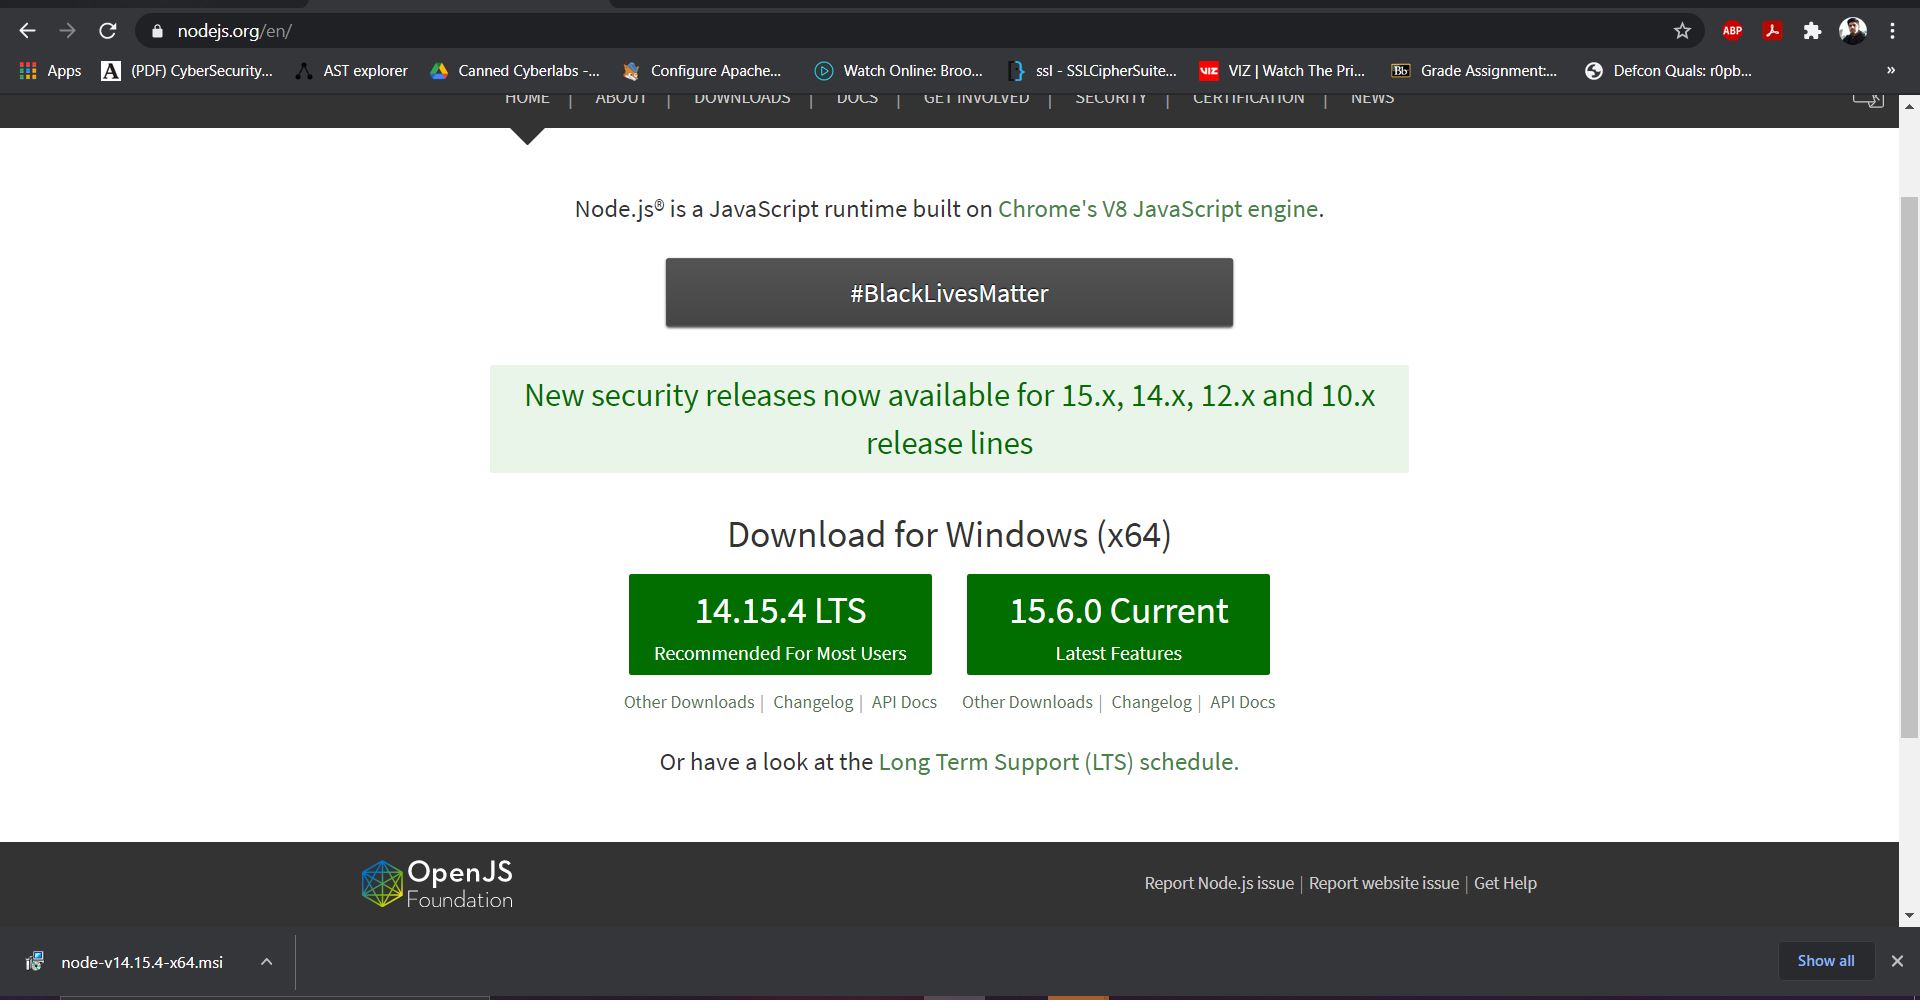 nodejs.org/en/
ABP
Apps
(PDF) CyberSecurity...
AST explorer
Canned Cyberlabs -...
Configure Apache...
Watch Online: Broo...
ssl - SSLCipherSuite...
VIZ
VIZ | Watch The Pri...
Bb
Grade Assignment:...
Defcon Quals: r0pb...
»
HOME | ABOUT | DOWNLOADS | DOCS | GET INVOLVED | SECURITY | CERTIFICATION | NEWS
Node.js® is a JavaScript runtime built on Chrome's V8 JavaScript engine.
#BlackLivesMatter
New security releases now available for 15.x, 14.x, 12.x and 10.x
release lines
Download for Windows (x64)
14.15.4 LTS
Recommended For Most Users
15.6.0 Current
Latest Features
Other Downloads | Changelog | API Docs
Other Downloads | Changelog | API Docs
Or have a look at the Long Term Support (LTS) schedule.
OpenJS
Foundation
Report Node.js issue | Report website issue | Get Help
node-v14.15.4-x64.msi
Show all